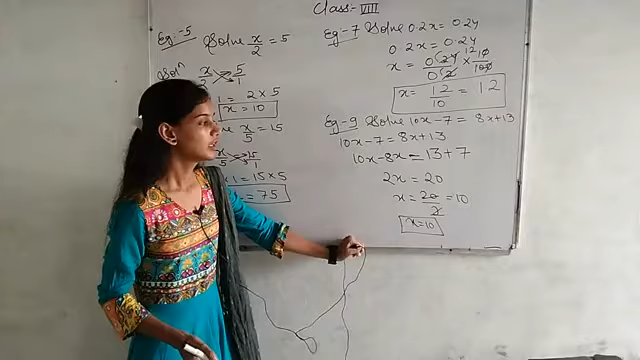 Class:- VIII
Eg:-5 Solve x/2 = 5
Solⁿ x/2 5/1
1 = 2 x 5
x = 10
x/5 = 15
x/5 15/1
x 1 = 15 x 5
= 75
Eg:-7 Solve 0.2x = 0.24
0.2x = 0.24
x = 0.24/0.2 x 10/100
x = 12/10 = 12
Eg:-9 Solve 10x - 7 = 8x + 13
10x - 7 = 8x + 13
10x - 8x = 13 + 7
2x = 20
x = 20/2 = 10
x = 10